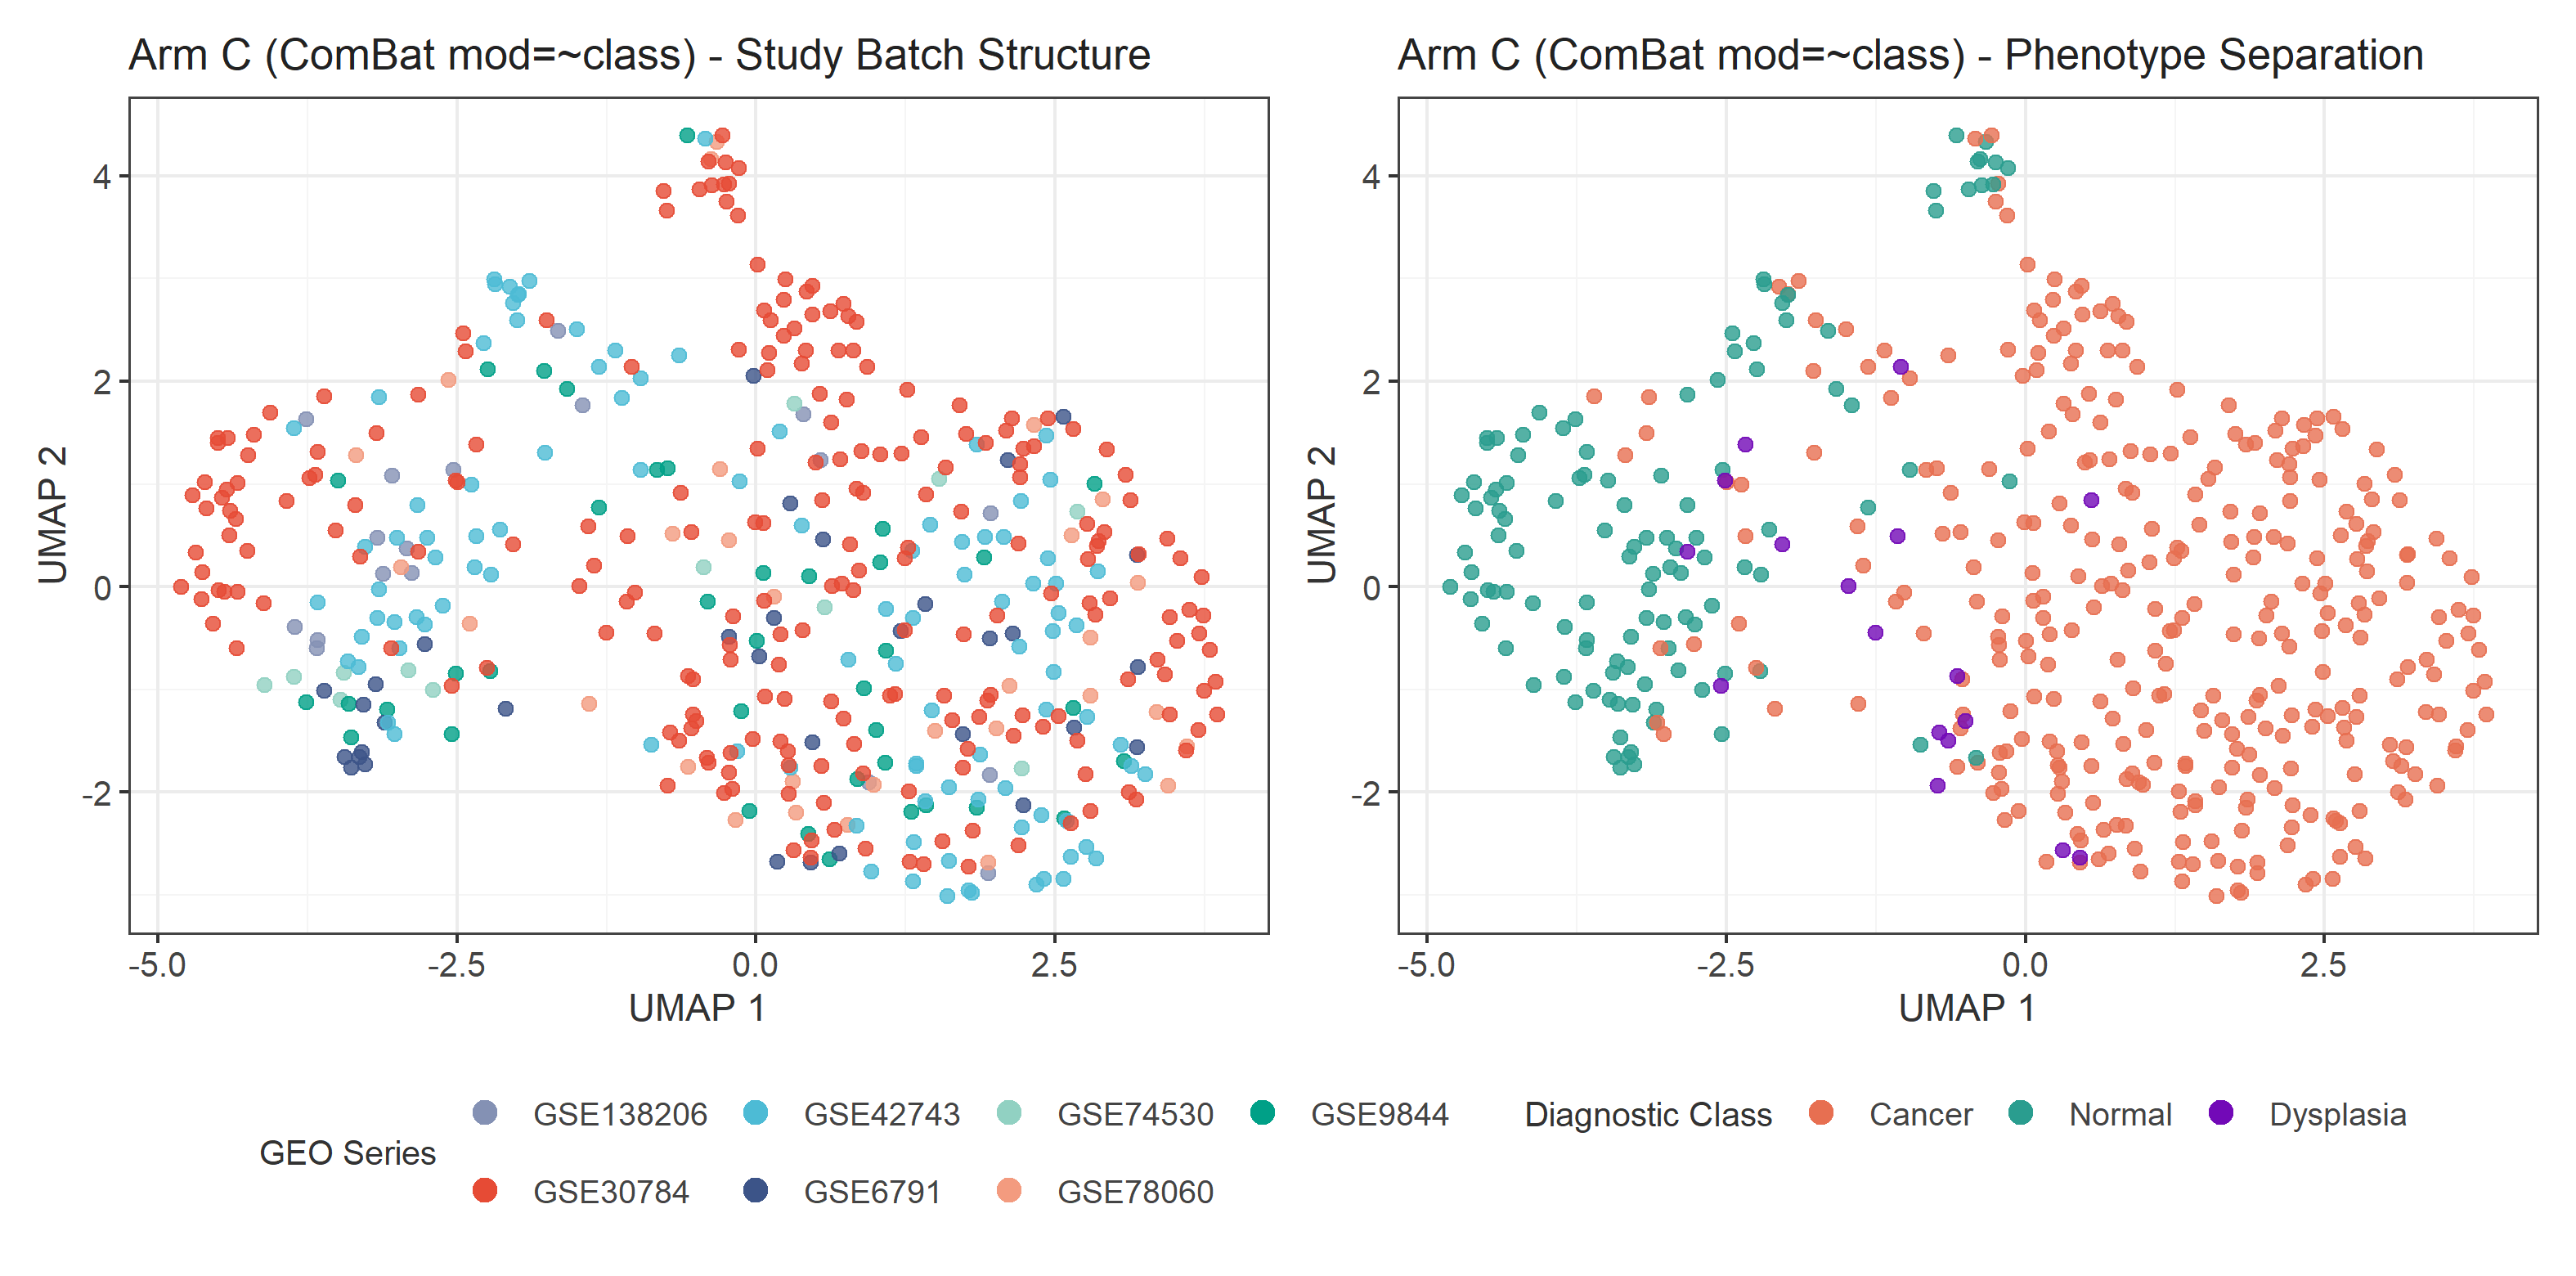 Arm C (ComBat mod=~class) - Study Batch Structure
Arm C (ComBat mod=~class) - Phenotype Separation
UMAP 2
4
2
0
-2
-5.0 -2.5 0.0 2.5
UMAP 1
UMAP 2
4
2
0
-2
-5.0 -2.5 0.0 2.5
UMAP 1
GEO Series
GSE138206 GSE42743 GSE74530 GSE9844
GSE30784 GSE6791 GSE78060
Diagnostic Class Cancer Normal Dysplasia